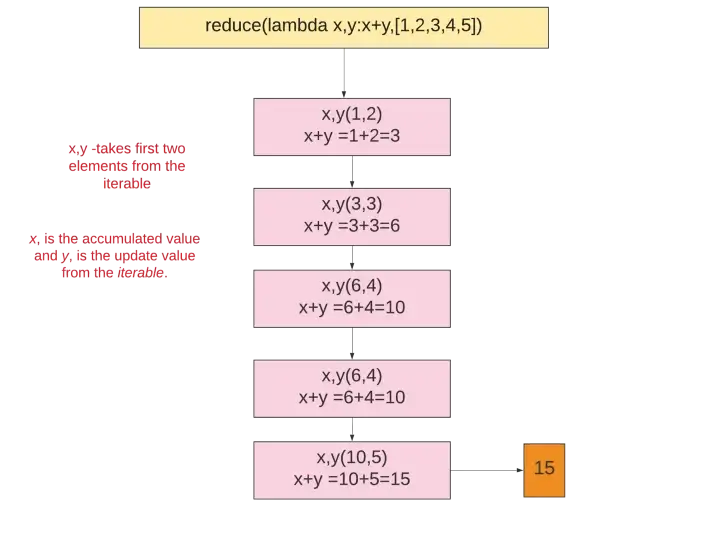 reduce(lambda x,y:x+y,[1,2,3,4,5])
x,y(1,2)
x+y =1+2=3
x,y -takes first two
elements from the
iterable
x,y(3,3)
x+y =3+3=6
x, is the accumulated value
and y, is the update value
from the iterable.
x,y(6,4)
x+y =6+4=10
x,y(6,4)
x+y =6+4=10
x,y(10,5)
x+y =10+5=15
15